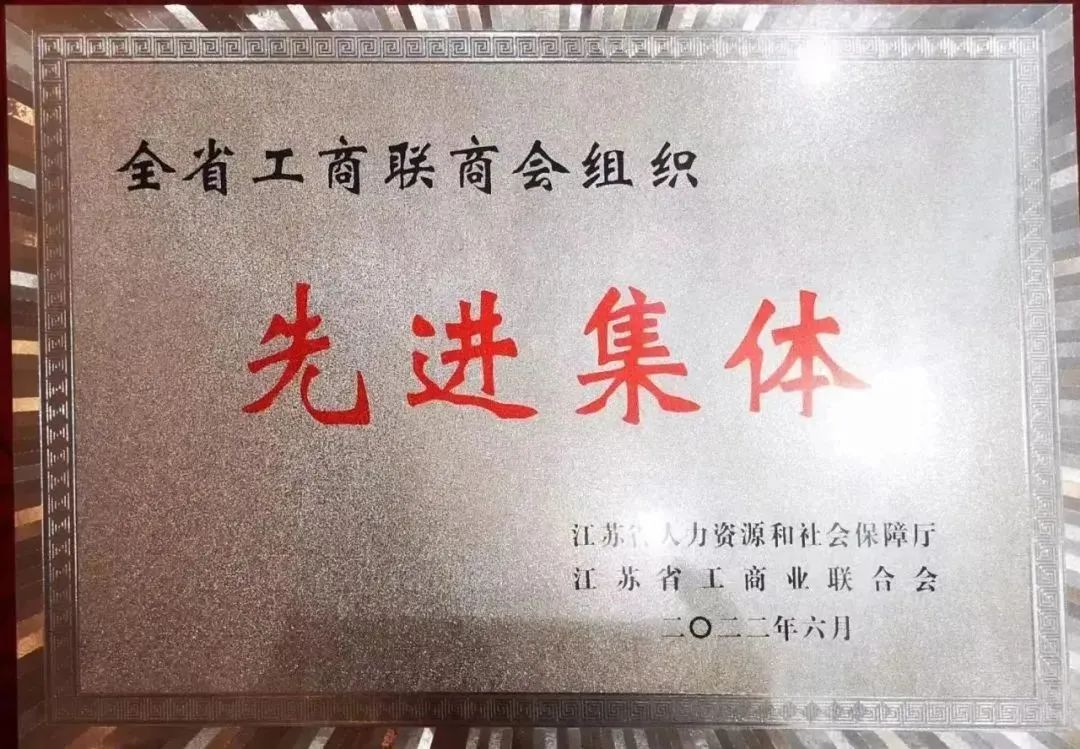 全省工商联商会组织
先进集体
江苏省人力资源和社会保障厅
江苏省工商业联合会
二〇二二年六月